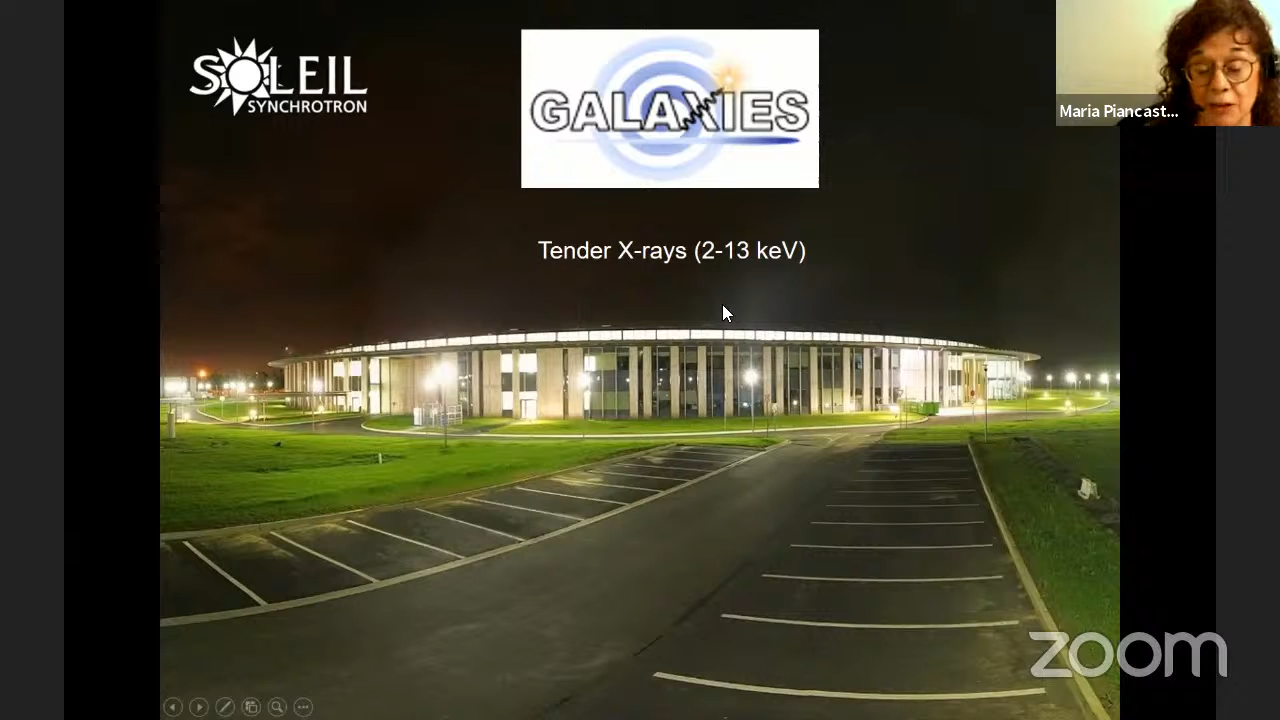 SOLEIL
SYNCHROTRON
GALAXIES
Maria Piancast...
Tender X-rays (2-13 keV)
zoom